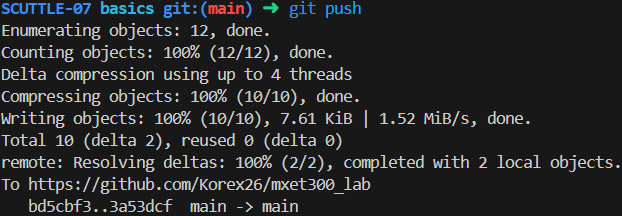 SCUTTLE-07 basics git:(main) ➜ git push
Enumerating objects: 12, done.
Counting objects: 100% (12/12), done.
Delta compression using up to 4 threads
Compressing objects: 100% (10/10), done.
Writing objects: 100% (10/10), 7.61 KiB | 1.52 MiB/s, done.
Total 10 (delta 2), reused 0 (delta 0)
remote: Resolving deltas: 100% (2/2), completed with 2 local objects.
To https://github.com/Korex26/mxet300_lab
   bd5cbf3..3a53dcf  main -> main